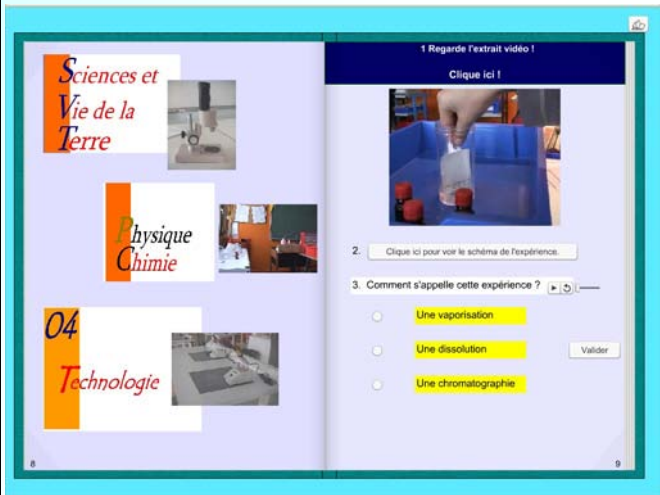 Sciences et
Vie de la
Terre
Physique
Chimie
04
Technologie
8
1 Regarde l'extrait vidéo !
Clique ici !
2. Clique ici pour voir le schéma de l'expérience.
3. Comment s'appelle cette expérience ?
Une vaporisation
Une dissolution
Valider
Une chromatographie
9